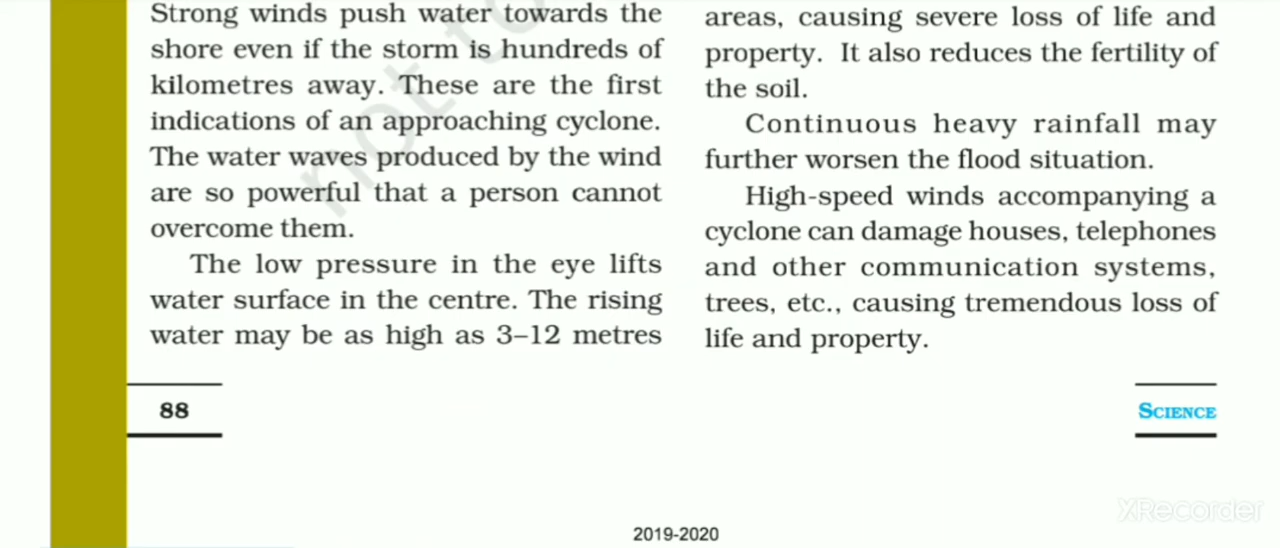 Strong winds push water towards the
shore even if the storm is hundreds of
kilometres away. These are the first
indications of an approaching cyclone.
The water waves produced by the wind
are so powerful that a person cannot
overcome them.
The low pressure in the eye lifts
water surface in the centre. The rising
water may be as high as 3–12 metres
areas, causing severe loss of life and
property. It also reduces the fertility of
the soil.
Continuous heavy rainfall may
further worsen the flood situation.
High-speed winds accompanying a
cyclone can damage houses, telephones
and other communication systems,
trees, etc., causing tremendous loss of
life and property.
not to
88
SCIENCE
XRecorder
2019-2020